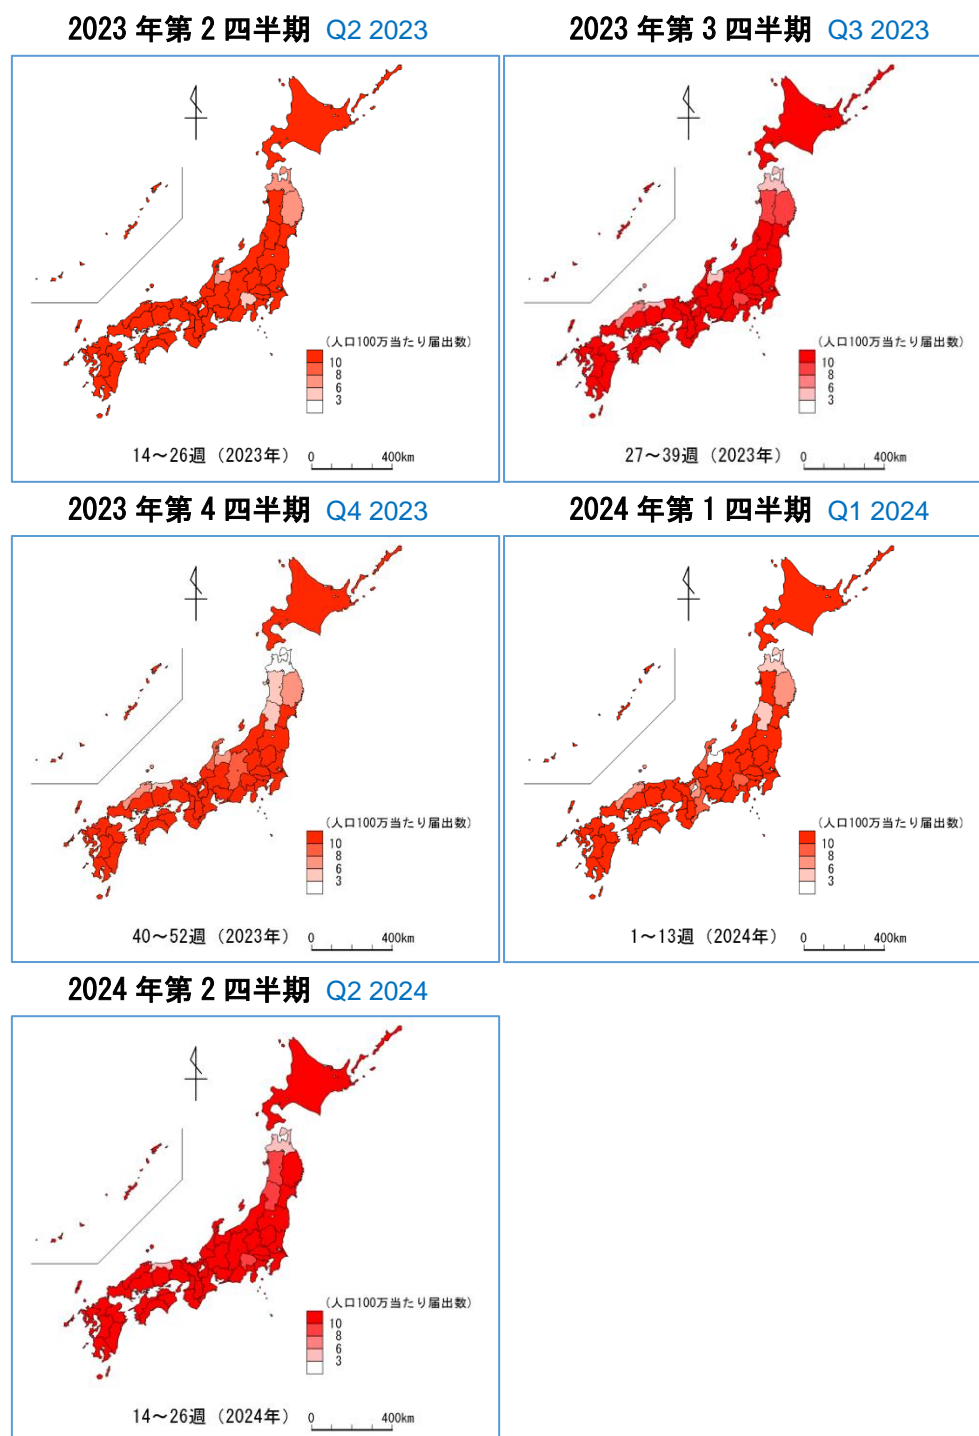 2023 年第 2 四半期 Q2 2023
(人口100万当たり届出数)
10
8
6
3
14～26週 (2023年)
0 400km
2023 年第 3 四半期 Q3 2023
(人口100万当たり届出数)
10
8
6
3
27～39週 (2023年)
0 400km
2023 年第 4 四半期 Q4 2023
(人口100万当たり届出数)
10
8
6
3
40～52週 (2023年)
0 400km
2024 年第 1 四半期 Q1 2024
(人口100万当たり届出数)
10
8
6
3
1～13週 (2024年)
0 400km
2024 年第 2 四半期 Q2 2024
(人口100万当たり届出数)
10
8
6
3
14～26週 (2024年)
0 400km